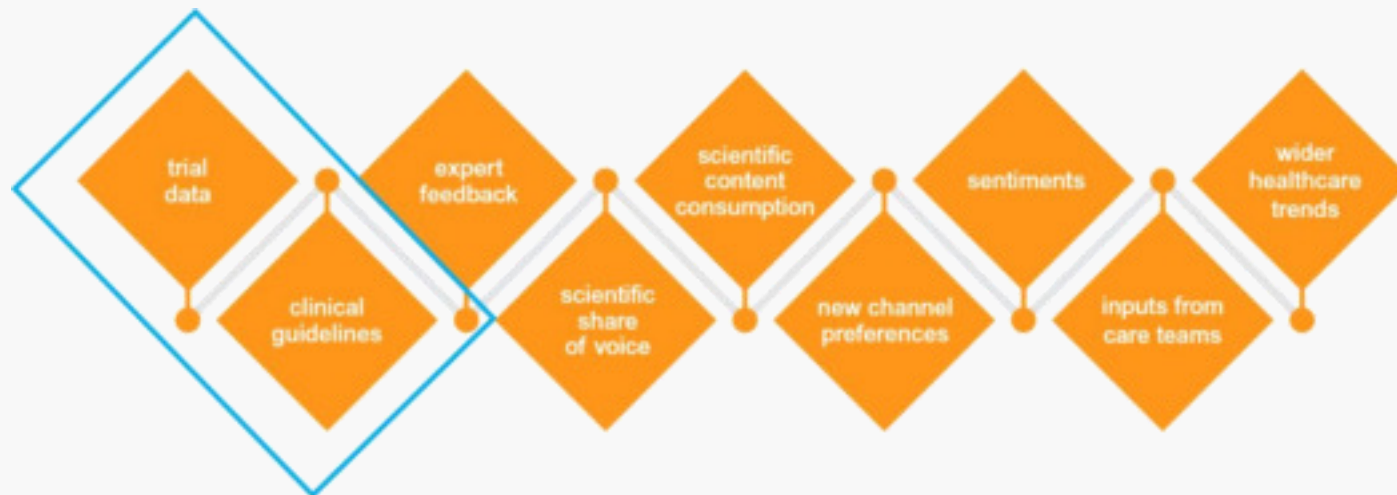 trial
data
clinical
guidelines
expert
feedback
scientific
share
of voice
scientific
content
consumption
new channel
preferences
sentiments
inputs from
care teams
wider
healthcare
trends